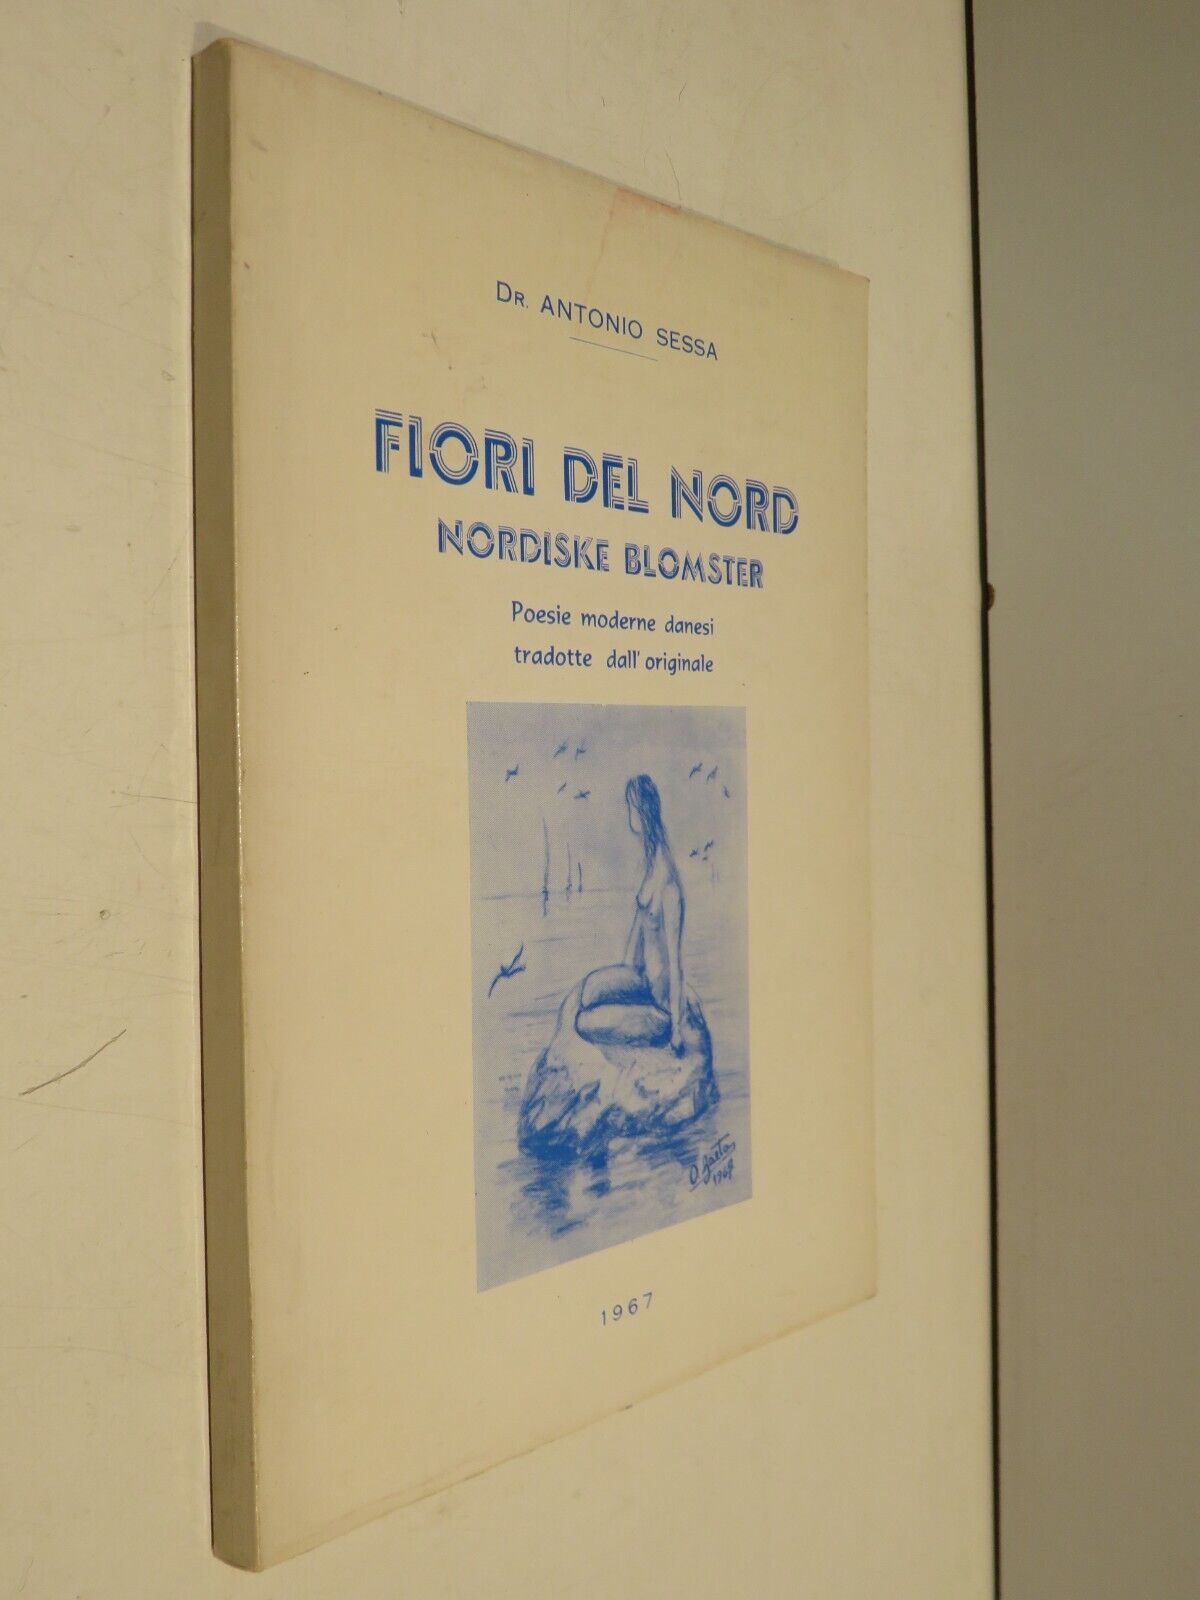 DR. ANTONIO SESSA
FIORI DEL NORD
NORDISKE BLOMSTER
Poesie moderne danesi
tradotte dall'originale
1967